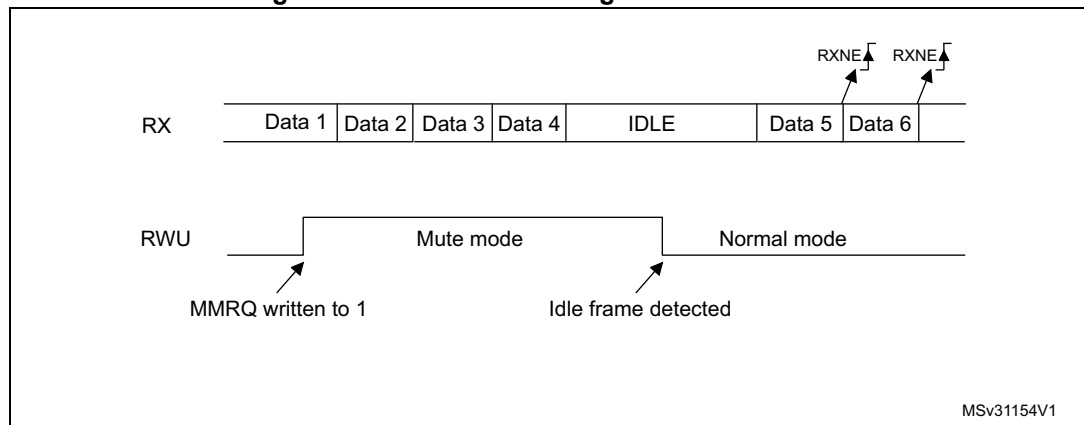 RXNE RXNE
RX Data 1 Data 2 Data 3 Data 4 IDLE Data 5 Data 6
RWU Mute mode Normal mode
MMRQ written to 1 Idle frame detected
MSv31154V1